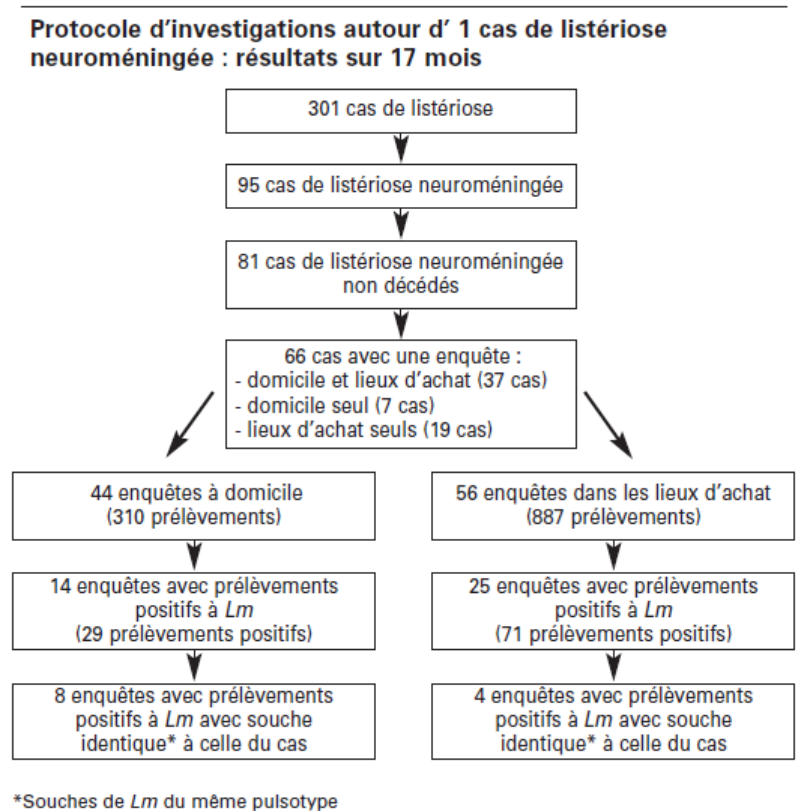 Protocole d'investigations autour d' 1 cas de listériose
neuroméningée : résultats sur 17 mois
301 cas de listériose
95 cas de listériose neuroméningée
81 cas de listériose neuroméningée
non décédés
66 cas avec une enquête :
- domicile et lieux d'achat (37 cas)
- domicile seul (7 cas)
- lieux d'achat seuls (19 cas)
44 enquêtes à domicile
(310 prélèvements)
56 enquêtes dans les lieux d'achat
(887 prélèvements)
14 enquêtes avec prélèvements
positifs à Lm
(29 prélèvements positifs)
25 enquêtes avec prélèvements
positifs à Lm
(71 prélèvements positifs)
8 enquêtes avec prélèvements
positifs à Lm avec souche
identique* à celle du cas
4 enquêtes avec prélèvements
positifs à Lm avec souche
identique* à celle du cas
*Souches de Lm du même pulsotype